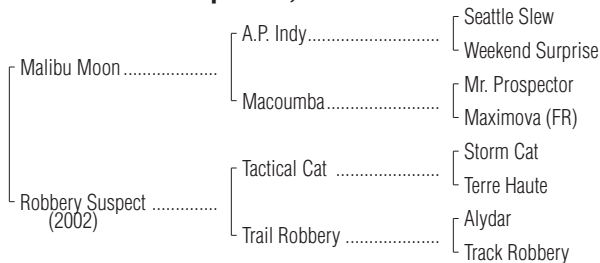 Seattle Slew
A.P. Indy
Weekend Surprise
Malibu Moon
Mr. Prospector
Macoumba
Maximova (FR)
Storm Cat
Tactical Cat
Terre Haute
Robbery Suspect
(2002)
Alydar
Trail Robbery
Track Robbery